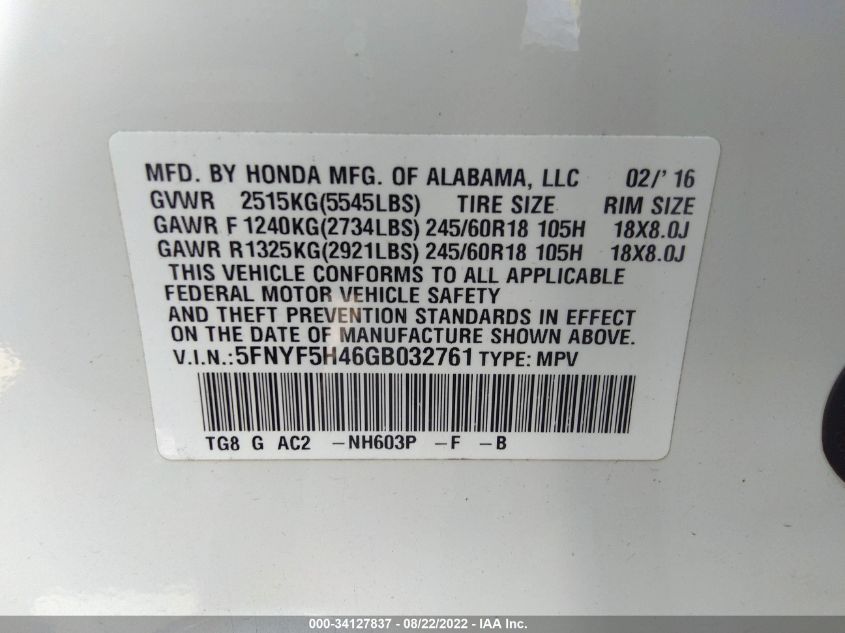 MFD. BY HONDA MFG. OF ALABAMA, LLC 02/' 16
GVWR 2515KG(5545LBS) TIRE SIZE RIM SIZE
GAWR F 1240KG(2734LBS) 245/60R18 105H 18X8.0J
GAWR R1325KG(2921LBS) 245/60R18 105H 18X8.0J
THIS VEHICLE CONFORMS TO ALL APPLICABLE
FEDERAL MOTOR VEHICLE SAFETY
AND THEFT PREVENTION STANDARDS IN EFFECT
ON THE DATE OF MANUFACTURE SHOWN ABOVE.
V.I.N.:5FNYF5H46GB032761 TYPE: MPV
TG8 G AC2 -NH603P -F -B
000-34127837 - 08/22/2022 - IAA Inc.